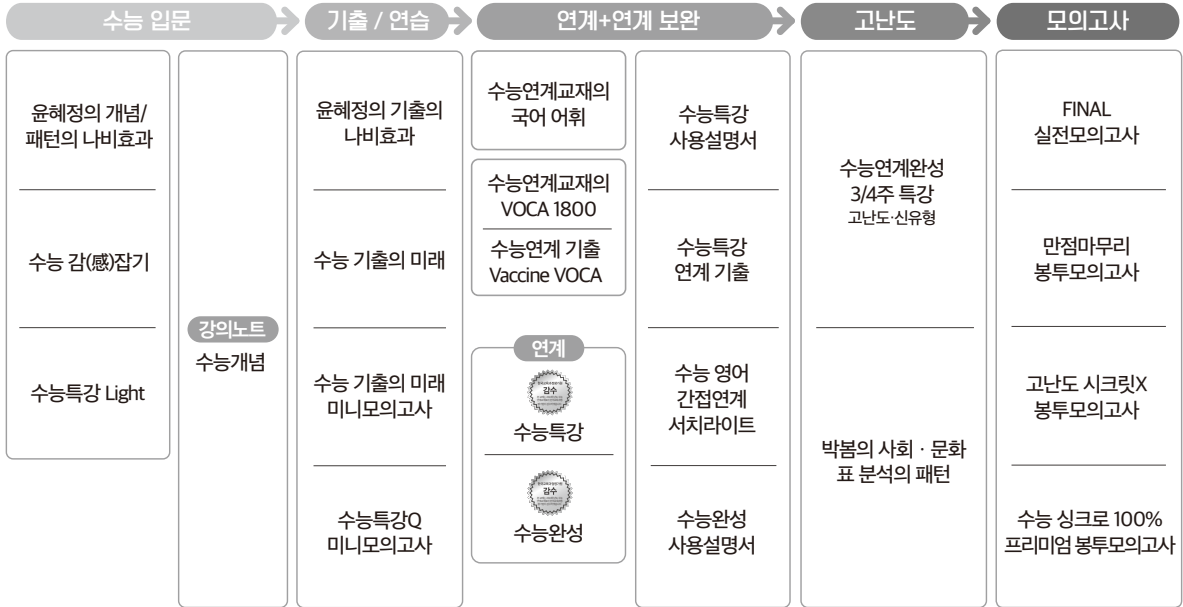 수능 입문
기출 / 연습
연계+연계 보완
고난도
모의고사
윤혜정의 개념/
패턴의 나비효과
수능 감(感)잡기
수능특강 Light
강의노트
수능개념
윤혜정의 기출의
나비효과
수능 기출의 미래
수능 기출의 미래
미니모의고사
수능특강Q
미니모의고사
수능연계교재의
국어 어휘
수능연계교재의
VOCA 1800
수능연계 기출
Vaccine VOCA
연계
감수
수능특강
감수
수능완성
수능특강
사용설명서
수능특강
연계 기출
수능 영어
간접연계
서치라이트
수능완성
사용설명서
수능연계완성
3/4주 특강
고난도·신유형
박봄의 사회 · 문화
표 분석의 패턴
FINAL
실전모의고사
만점마무리
봉투모의고사
고난도 시크릿X
봉투모의고사
수능 싱크로 100%
프리미엄 봉투모의고사